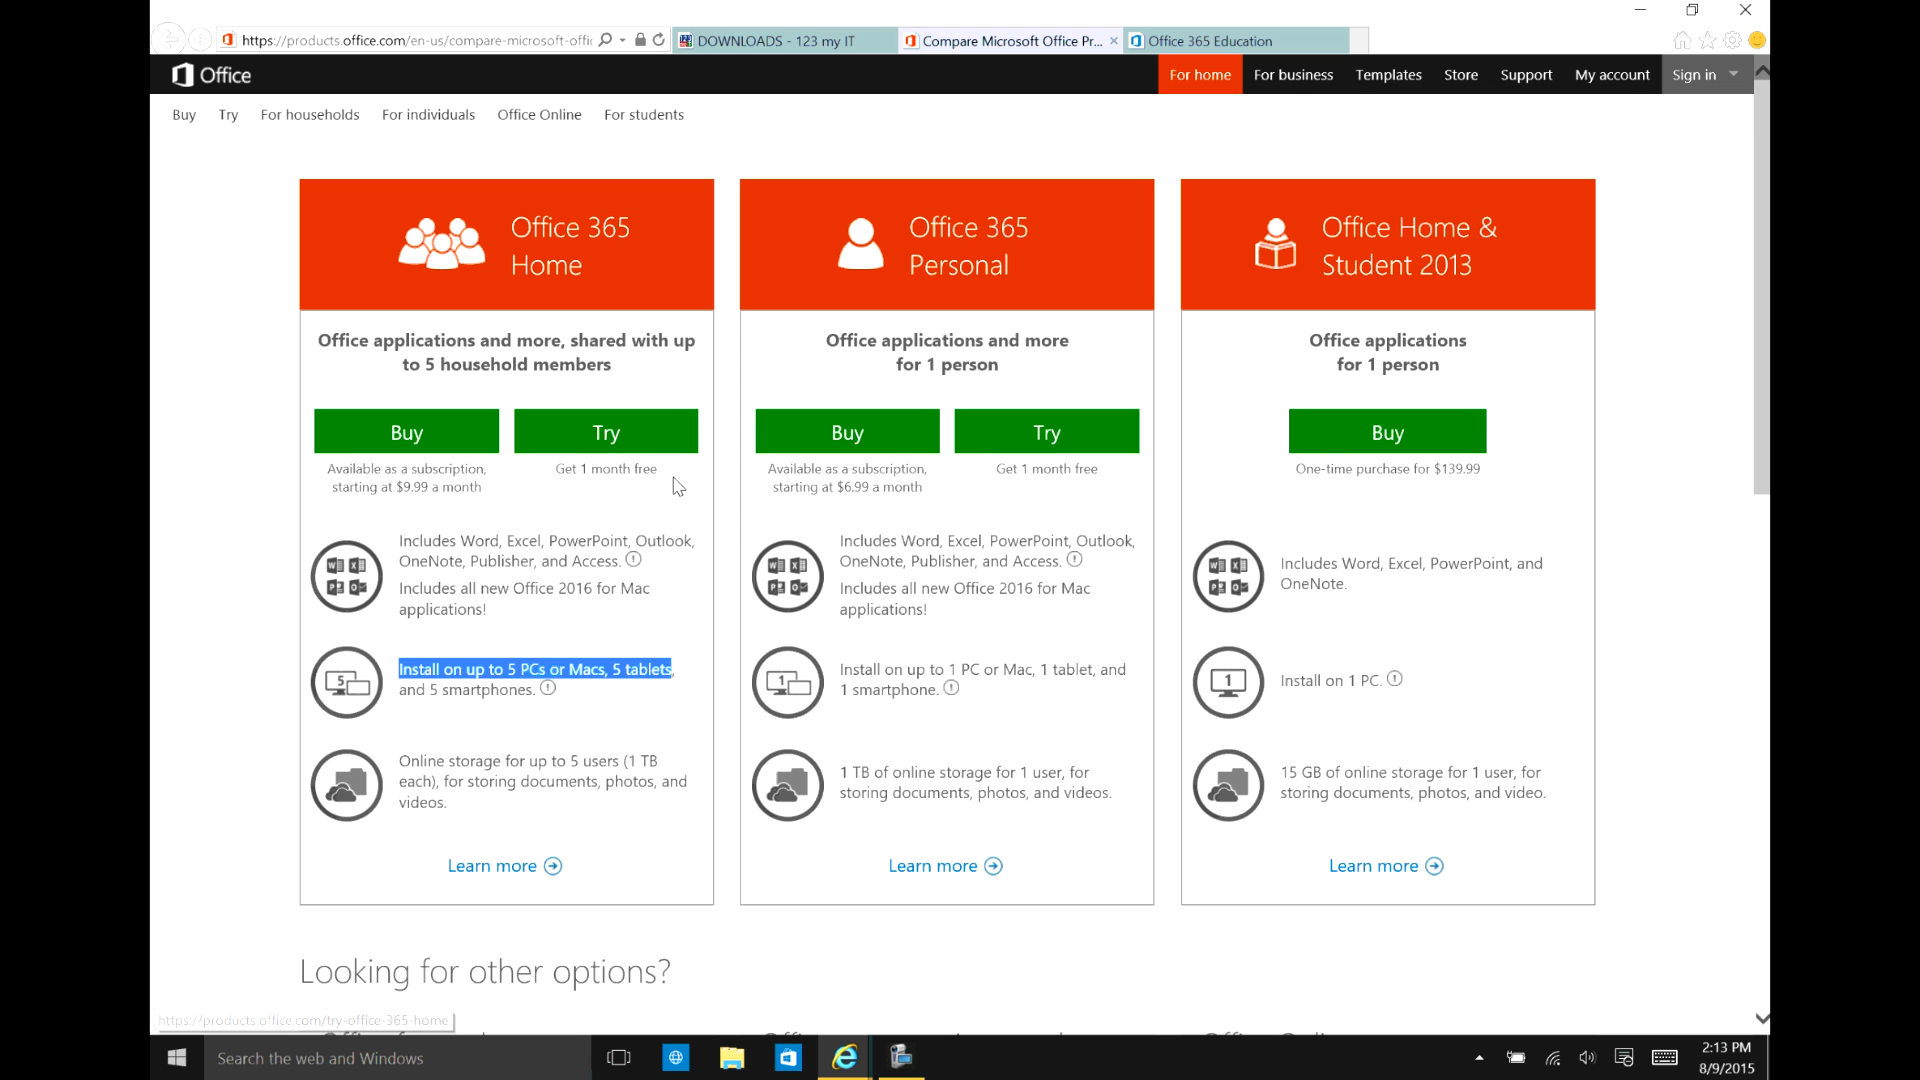 https://products.office.com/en-us/compare-microsoft-offic
DOWNLOADS - 123 my IT
Compare Microsoft Office Pr...
Office 365 Education
Office
For home
For business
Templates
Store
Support
My account
Sign in
Buy
Try
For households
For individuals
Office Online
For students
Office 365
Home
Office applications and more, shared with up
to 5 household members
Buy
Try
Available as a subscription,
starting at $9.99 a month
Get 1 month free
Includes Word, Excel, PowerPoint, Outlook,
OneNote, Publisher, and Access.
Includes all new Office 2016 for Mac
applications!
5
Install on up to 5 PCs or Macs, 5 tablets,
and 5 smartphones.
Online storage for up to 5 users (1 TB
each), for storing documents, photos, and
videos.
Learn more
Office 365
Personal
Office applications and more
for 1 person
Buy
Try
Available as a subscription,
starting at $6.99 a month
Get 1 month free
Includes Word, Excel, PowerPoint, Outlook,
OneNote, Publisher, and Access.
Includes all new Office 2016 for Mac
applications!
1
Install on up to 1 PC or Mac, 1 tablet, and
1 smartphone.
1 TB of online storage for 1 user, for
storing documents, photos, and videos.
Learn more
Office Home &
Student 2013
Office applications
for 1 person
Buy
One-time purchase for $139.99
Includes Word, Excel, PowerPoint, and
OneNote.
1
Install on 1 PC.
15 GB of online storage for 1 user, for
storing documents, photos, and video.
Learn more
Looking for other options?
https://products.office.com/try-office-365-home
Search the web and Windows
2:13 PM
8/9/2015